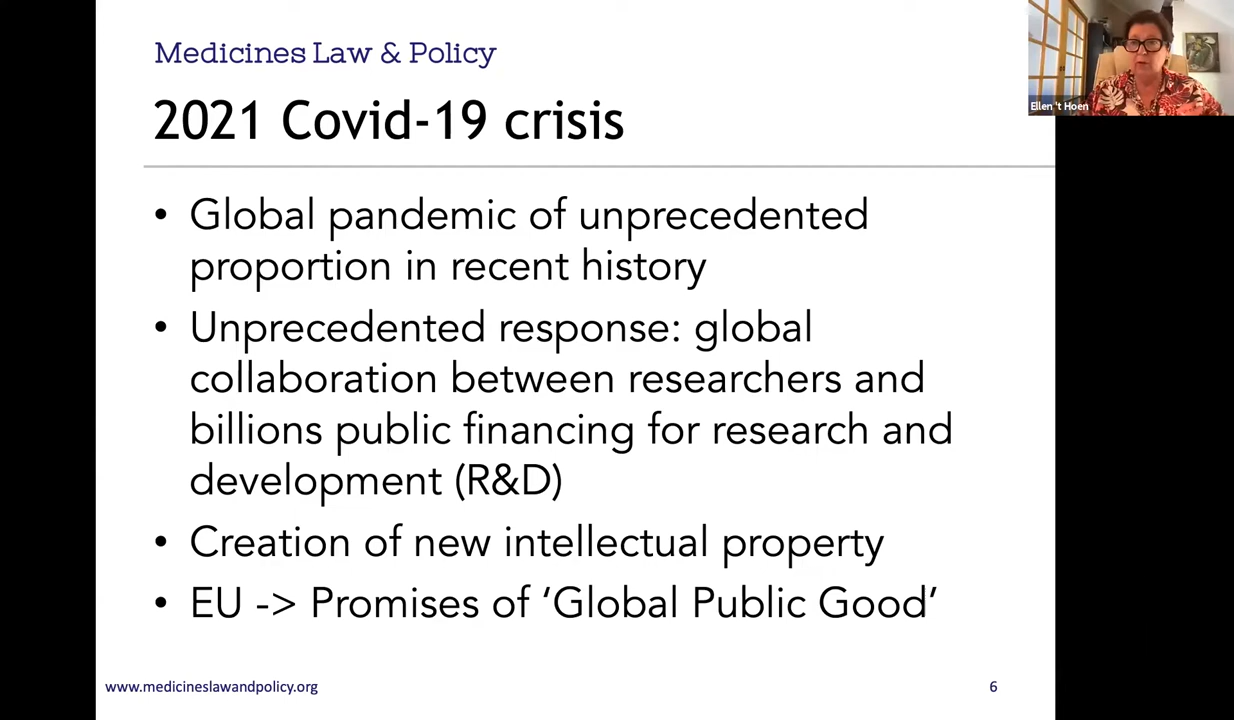 Medicines Law & Policy
2021 Covid-19 crisis
• Global pandemic of unprecedented
proportion in recent history
• Unprecedented response: global
collaboration between researchers and
billions public financing for research and
development (R&D)
• Creation of new intellectual property
• EU -> Promises of ‘Global Public Good’
www.medicineslawandpolicy.org
6
Ellen 't Hoen